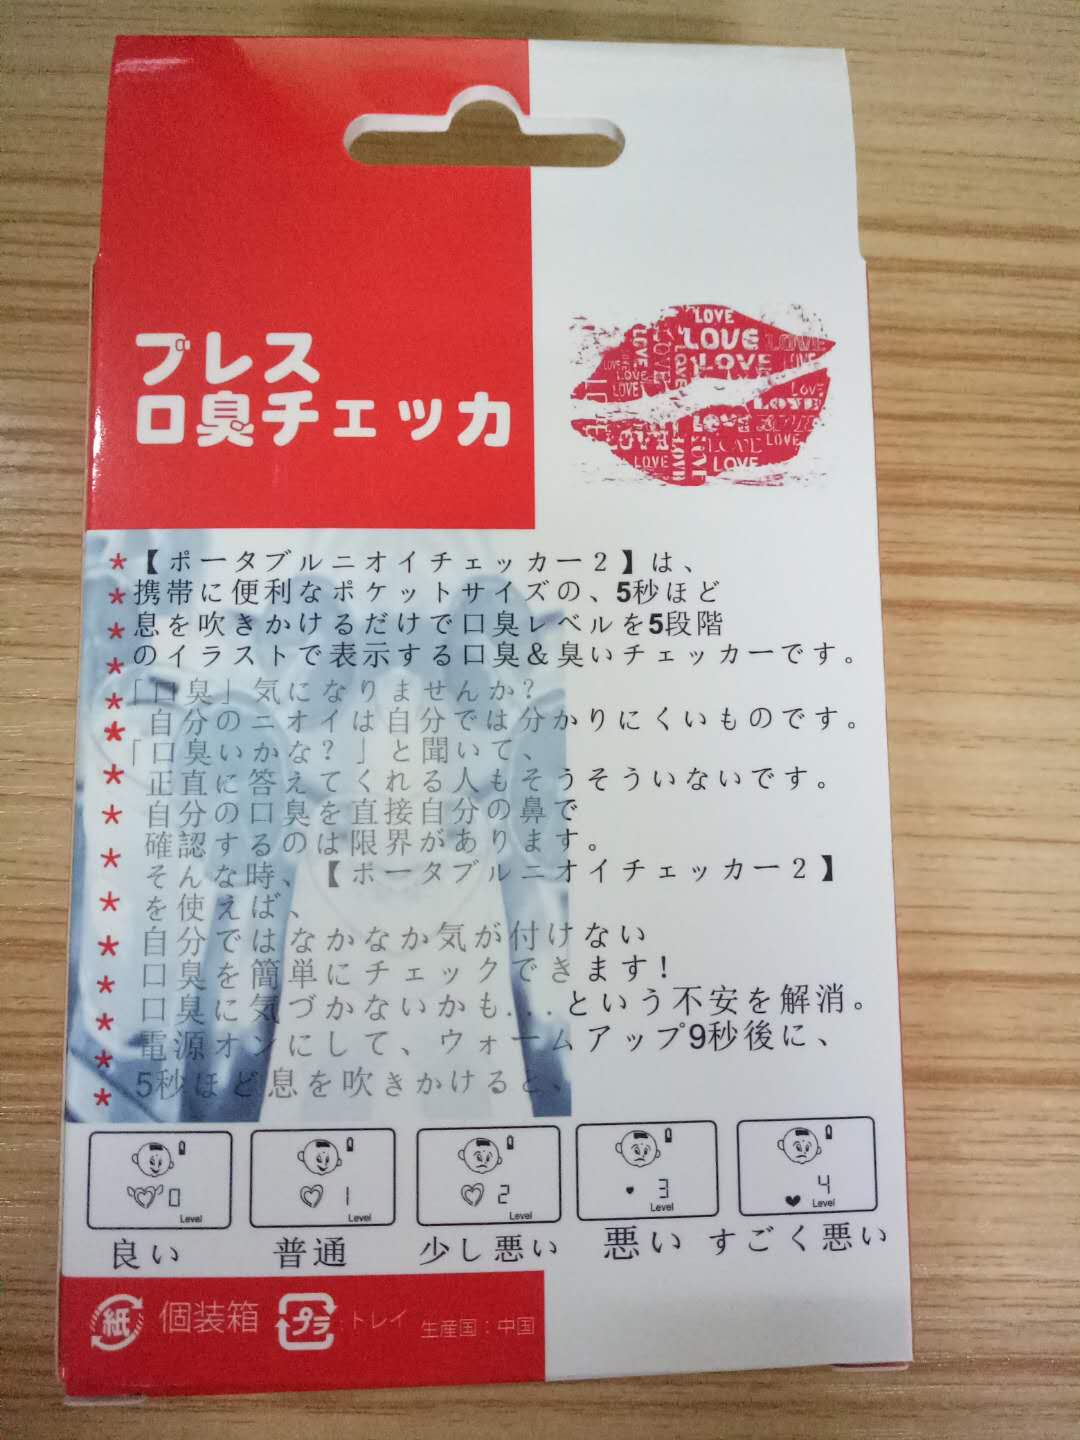 ブレス
口臭チェッカ
LOVE
LOVE
LOVE
LOVE
LOVE
LOVE
LOVE
LOVE
LOVE
LOVE
* 【ポータブルニオイチェッカー2】は、
* 携帯に便利なポケットサイズの、5秒ほど
* 息を吹きかけるだけで口臭レベルを5段階
* のイラストで表示する口臭&臭いチェッカーです。
* 「口臭」気になりませんか?
* 自分のニオイは自分では分かりにくいものです。
「口臭いかな?」と聞いて、
* 正直に答えてくれる人もそうそういないです。
* 自分の口臭を直接自分の鼻で
確認するのは限界があります。
* そんな時、【ポータブルニオイチェッカー2】
* を使えば、
* 自分ではなかなか気が付けない
* 口臭を簡単にチェックできます!
* 口臭に気づかないかも...という不安を解消。
* 電源オンにして、ウォームアップ9秒後に、
* 5秒ほど息を吹きかけると、
0 Level
1 Level
2 Level
3 Level
4 Level
良い 普通 少し悪い 悪い すごく悪い
紙 個装箱 プラ :トレイ 生産国:中国